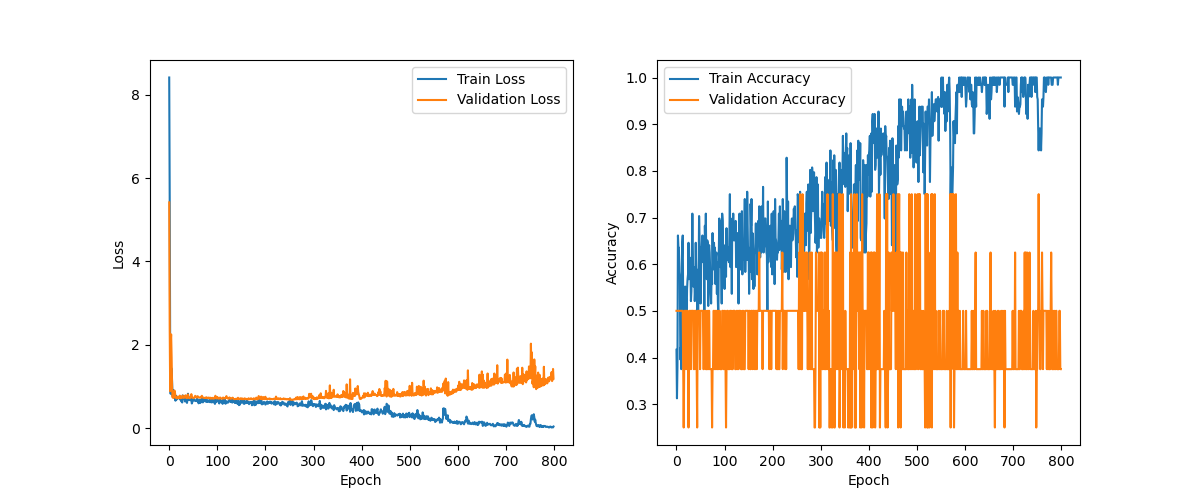 Train Loss
Validation Loss
8
6
4
2
0
Loss
0 100 200 300 400 500 600 700 800
Epoch
Train Accuracy
Validation Accuracy
1.0
0.9
0.8
0.7
0.6
0.5
0.4
0.3
Accuracy
0 100 200 300 400 500 600 700 800
Epoch